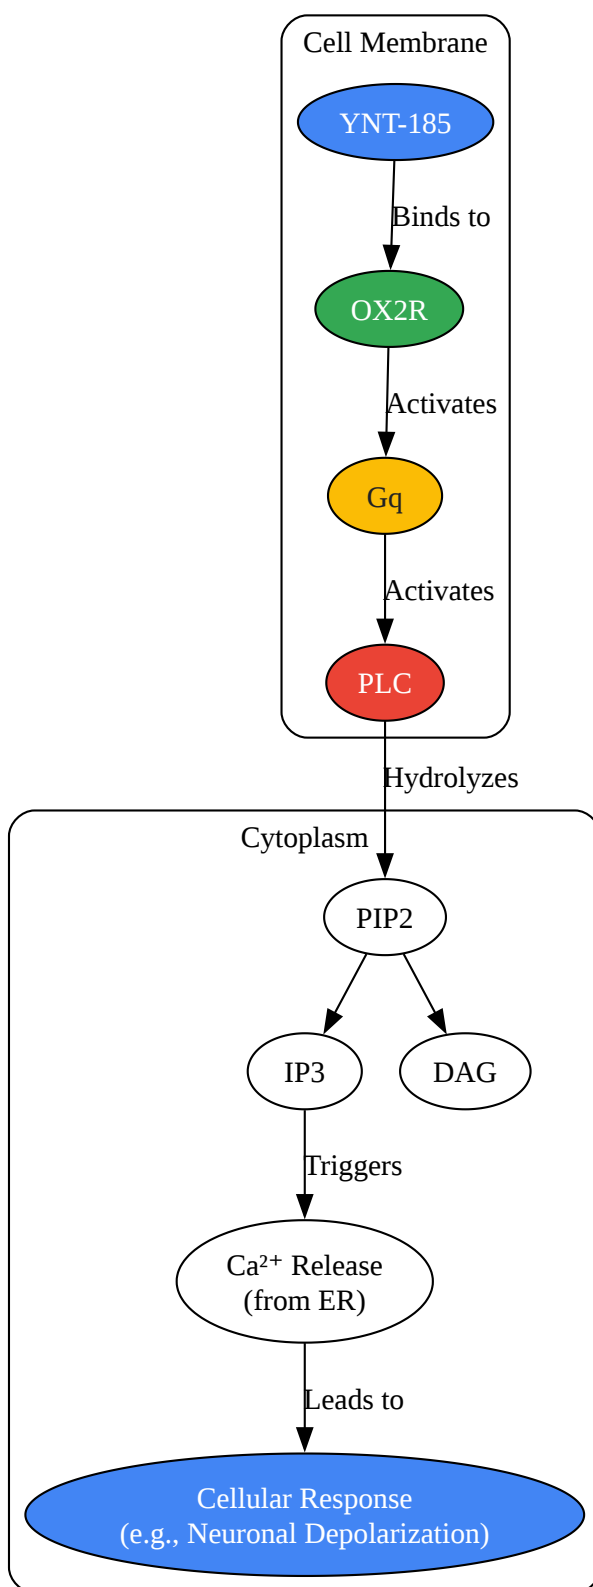 Cell Membrane
YNT-185
Binds to
OX2R
Activates
Gq
Activates
PLC
Hydrolyzes
Cytoplasm
PIP2
IP3
DAG
Triggers
Ca²⁺ Release
(from ER)
Leads to
Cellular Response
(e.g., Neuronal Depolarization)